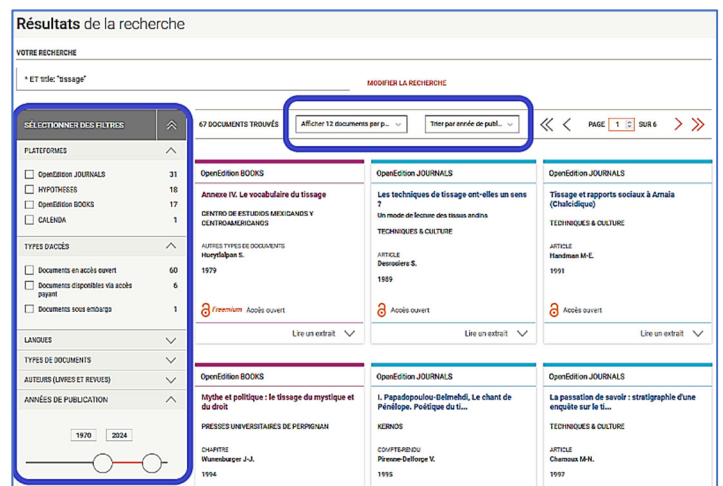 Résultats de la recherche
VOTRE RECHERCHE
* ET title: "tissage"
MODIFIER LA RECHERCHE
SÉLECTIONNER DES FILTRES
PLATEFORMES
OpenEdition JOURNALS 31
HYPOTHESES 18
OpenEdition BOOKS 17
CALENDA 1
TYPES D'ACCÈS
Documents en accès ouvert 60
Documents disponibles via accès payant 6
Documents sous embargo 1
LANGUES
TYPES DE DOCUMENTS
AUTEURS (LIVRES ET REVUES)
ANNÉES DE PUBLICATION
1970 2024
67 DOCUMENTS TROUVÉS
Afficher 12 documents par p...
Trier par année de publ...
PAGE 1 SUR 6
OpenEdition BOOKS
Annexe IV. Le vocabulaire du tissage
CENTRO DE ESTUDIOS MEXICANOS Y
CENTROAMERICANOS
AUTRES TYPES DE DOCUMENTS
Hueytlalpan S.
1979
Freemium Accès ouvert
Lire un extrait
OpenEdition JOURNALS
Les techniques de tissage ont-elles un sens
?
Un mode de lecture des tissus andins
TECHNIQUES & CULTURE
ARTICLE
Desrosiers S.
1989
Accès ouvert
Lire un extrait
OpenEdition JOURNALS
Tissage et rapports sociaux à Arnaia
(Chalcidique)
TECHNIQUES & CULTURE
ARTICLE
Handman M-E.
1991
Accès ouvert
Lire un extrait
OpenEdition BOOKS
Mythe et politique : le tissage du mystique et
du droit
PRESSES UNIVERSITAIRES DE PERPIGNAN
CHAPITRE
Wunenburger J-J.
1994
OpenEdition JOURNALS
I. Papadopoulou-Belmehdi, Le chant de
Pénélope. Poétique du ti...
KERNOS
COMPTE-RENDU
Pirenne-Delforge V.
1995
OpenEdition JOURNALS
La passation de savoir : stratigraphie d'une
enquête sur le ti...
TECHNIQUES & CULTURE
ARTICLE
Chamoux M-N.
1997